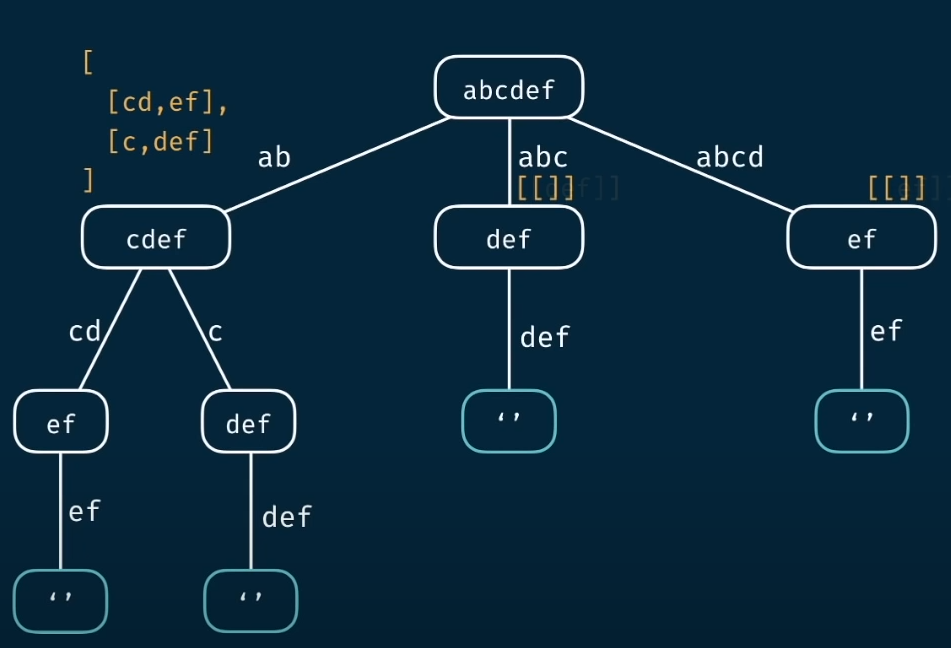 [
[cd,ef],
[c,def]
]
abcdef
ab
abc
abcd
[[]]
[[]]
cdef
def
ef
cd
c
def
ef
ef
def
‘’
‘’
ef
def
‘’
‘’